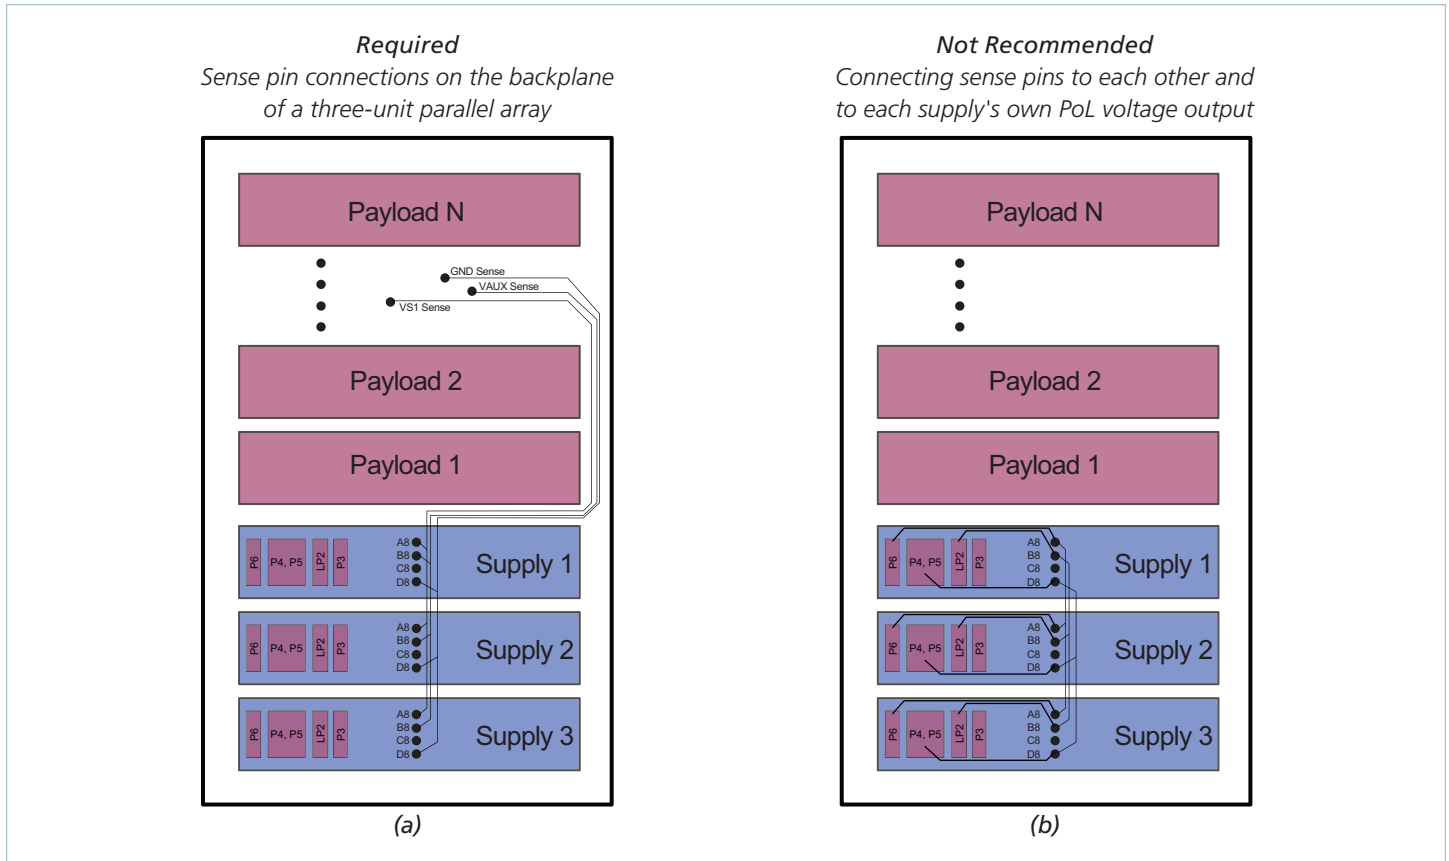 Required
Sense pin connections on the backplane
of a three-unit parallel array
Payload N
GND Sense
VAUX Sense
VS1 Sense
Payload 2
Payload 1
P6
P4, P5
LP2
P3
A8
B8
C8
D8
Supply 1
P6
P4, P5
LP2
P3
A8
B8
C8
D8
Supply 2
P6
P4, P5
LP2
P3
A8
B8
C8
D8
Supply 3
(a)
Not Recommended
Connecting sense pins to each other and
to each supply's own PoL voltage output
Payload N
Payload 2
Payload 1
P6
P4, P5
LP2
P3
A8
B8
C8
D8
Supply 1
P6
P4, P5
LP2
P3
A8
B8
C8
D8
Supply 2
P6
P4, P5
LP2
P3
A8
B8
C8
D8
Supply 3
(b)